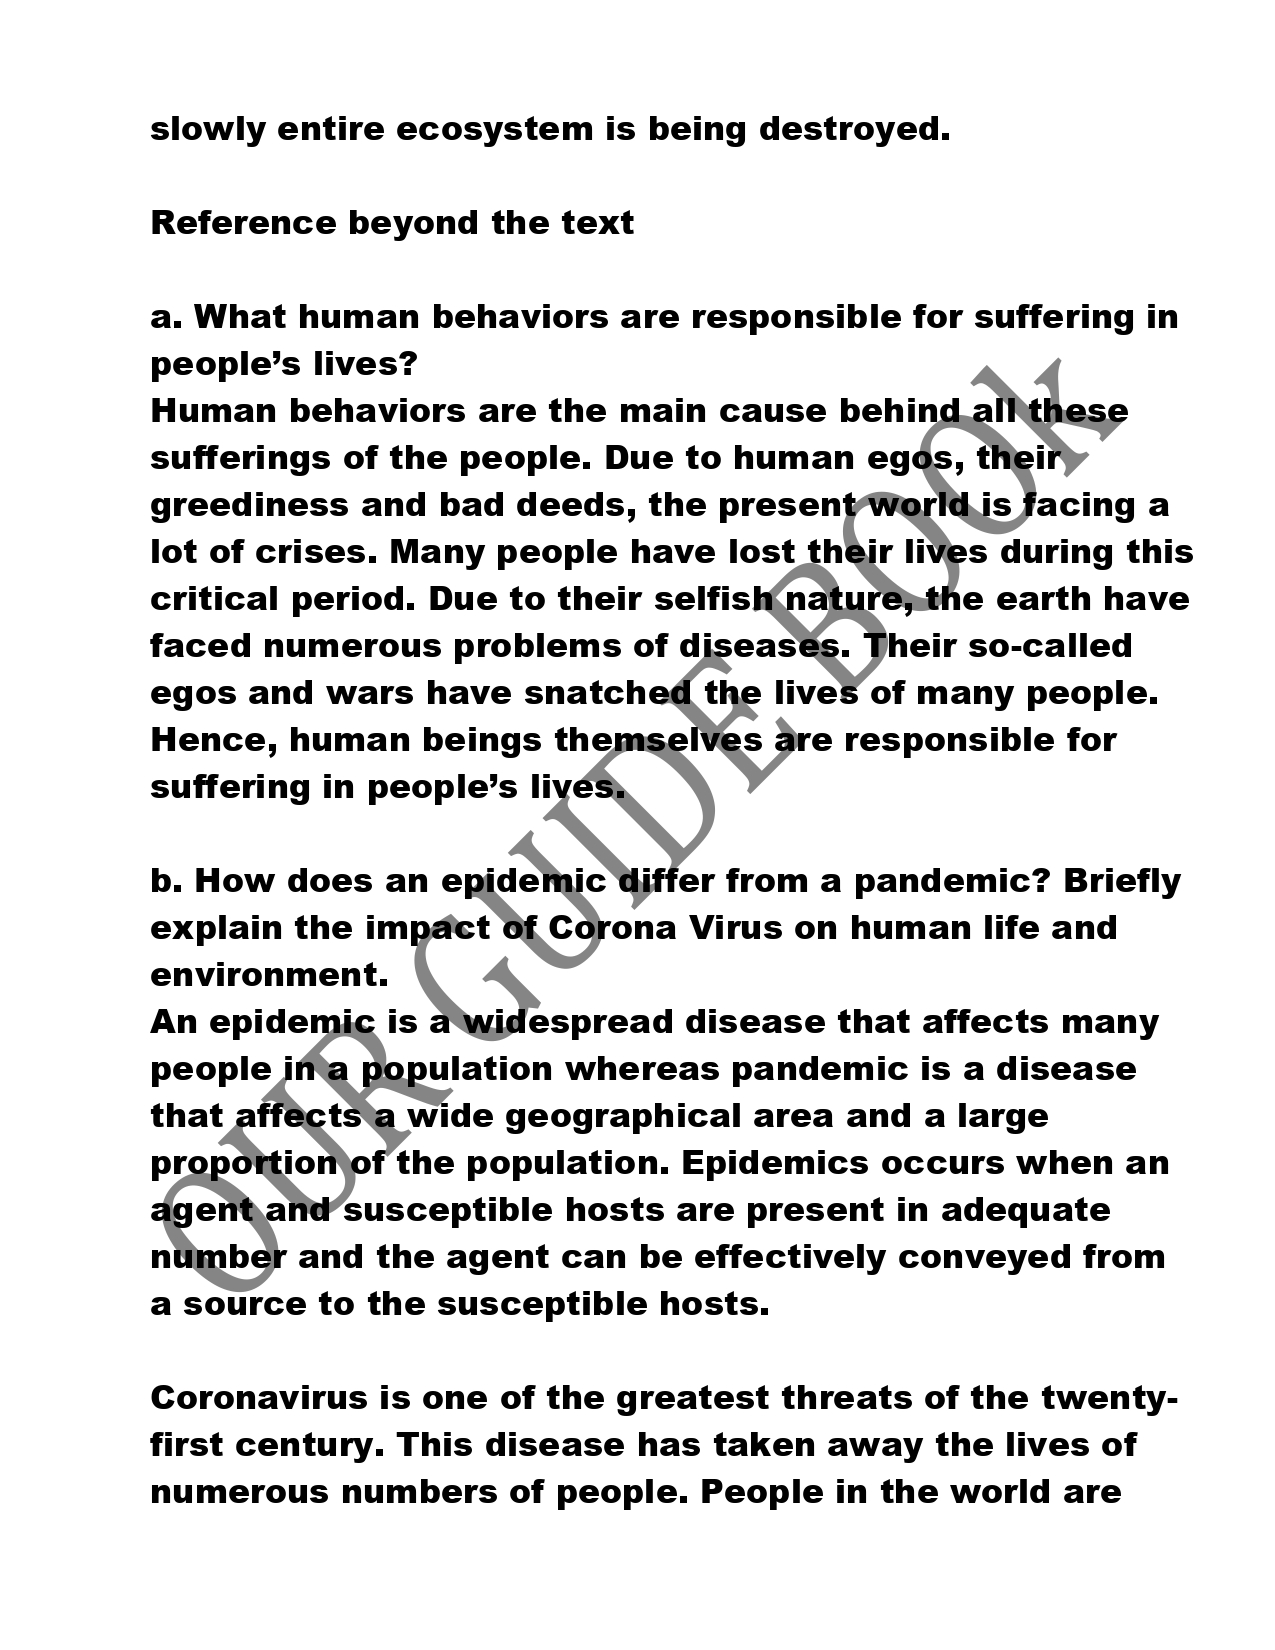 slowly entire ecosystem is being destroyed.
Reference beyond the text
a. What human behaviors are responsible for suffering in
people’s lives?
Human behaviors are the main cause behind all these
sufferings of the people. Due to human egos, their
greediness and bad deeds, the present world is facing a
lot of crises. Many people have lost their lives during this
critical period. Due to their selfish nature, the earth have
faced numerous problems of diseases. Their so-called
egos and wars have snatched the lives of many people.
Hence, human beings themselves are responsible for
suffering in people’s lives.
b. How does an epidemic differ from a pandemic? Briefly
explain the impact of Corona Virus on human life and
environment.
An epidemic is a widespread disease that affects many
people in a population whereas pandemic is a disease
that affects a wide geographical area and a large
proportion of the population. Epidemics occurs when an
agent and susceptible hosts are present in adequate
number and the agent can be effectively conveyed from
a source to the susceptible hosts.
Coronavirus is one of the greatest threats of the twenty-
first century. This disease has taken away the lives of
numerous numbers of people. People in the world are
OUR GUIDE BOOk